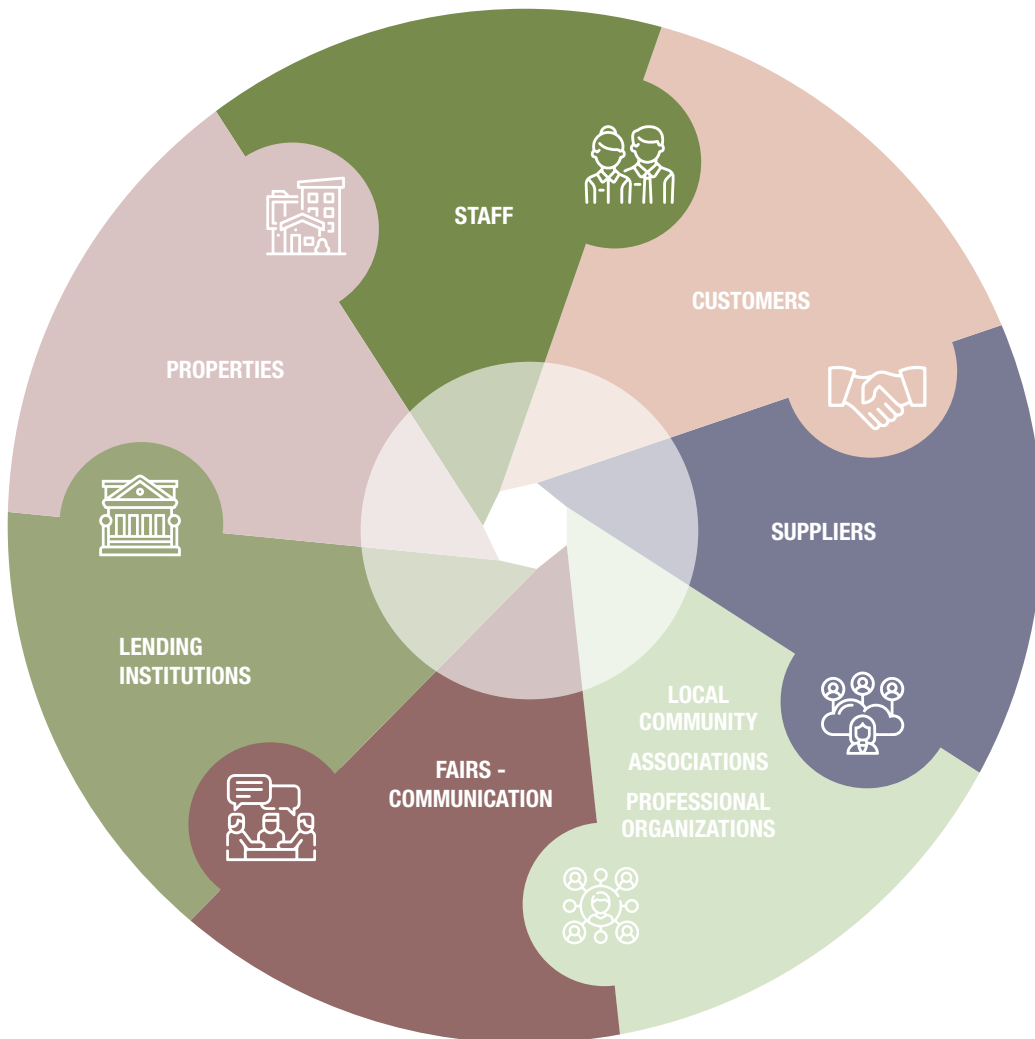 STAFF
CUSTOMERS
PROPERTIES
SUPPLIERS
LENDING
INSTITUTIONS
LOCAL
COMMUNITY
ASSOCIATIONS
PROFESSIONAL
ORGANIZATIONS
FAIRS -
COMMUNICATION